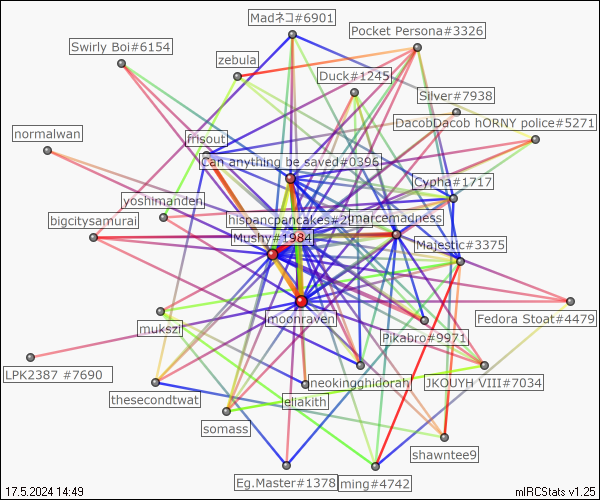 Madネコ#6901
Pocket Persona#3326
Swirly Boi#6154
zebula
Duck#1245
Silver#7938
DacobDacob hORNY police#5271
normalwan
frisout
Can anything be saved#0396
Cypha#1717
yoshimanden
hispancpancakes#2
marcemadness
bigcitysamurai
Mushy#1984
Majestic#3375
moonraven
Fedora Stoat#4479
mukszi
Pikabro#9971
LPK2387 #7690
neokingghidorah
JKOUYH VIII#7034
thesecondtwat
eliakith
somass
shawntee9
Eg.Master#1378
ming#4742
17.5.2024 14:49
mIRCStats v1.25